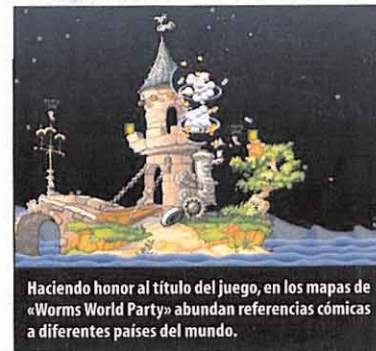 Haciendo honor al título del juego, en los mapas de
«Worms World Party» abundan referencias cómicas
a diferentes países del mundo.